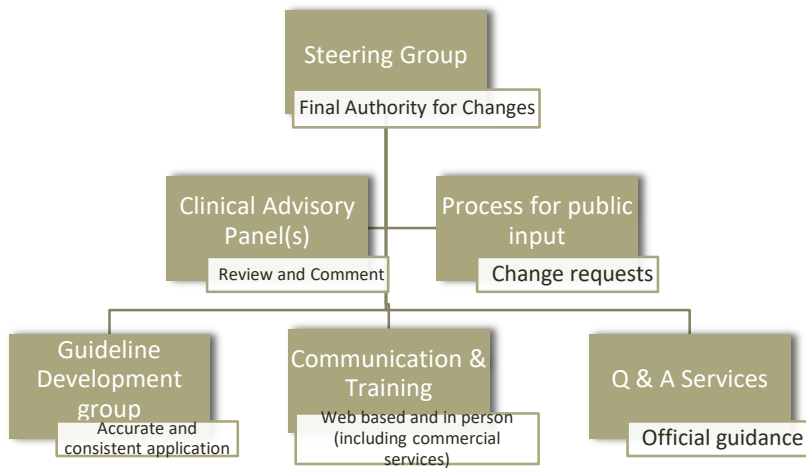 Steering Group
Final Authority for Changes
Clinical Advisory
Panel(s)
Review and Comment
Process for public
input
Change requests
Guideline
Development
group
Accurate and
consistent application
Communication &
Training
Web based and in person
(including commercial
services)
Q & A Services
Official guidance